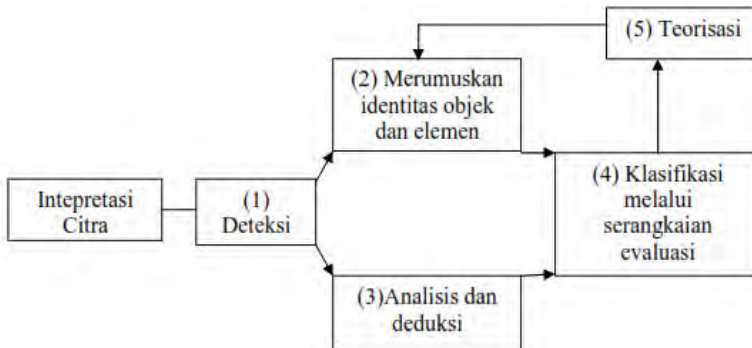 (5) Teorisasi
(2) Merumuskan
identitas objek
dan elemen
(4) Klasifikasi
melalui
serangkaian
evaluasi
Intepretasi
Citra
(1)
Deteksi
(3)Analisis dan
deduksi